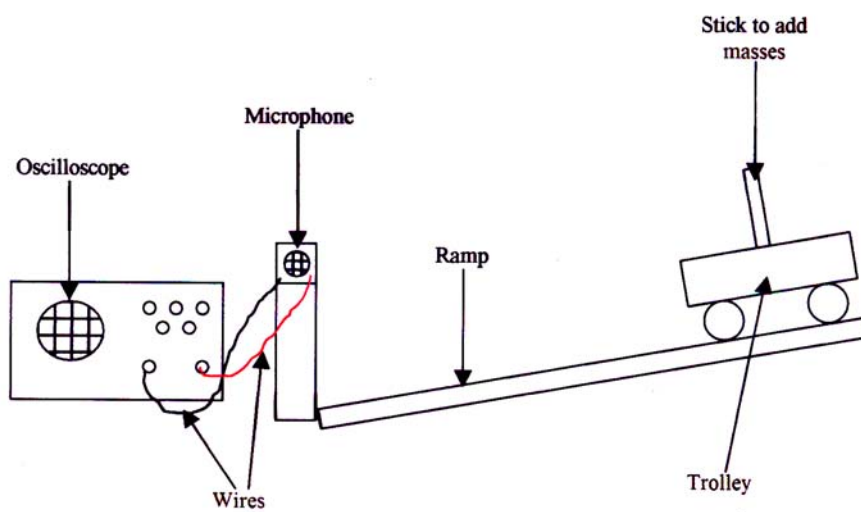 Stick to add
masses
Microphone
Oscilloscope
Ramp
Trolley
Wires